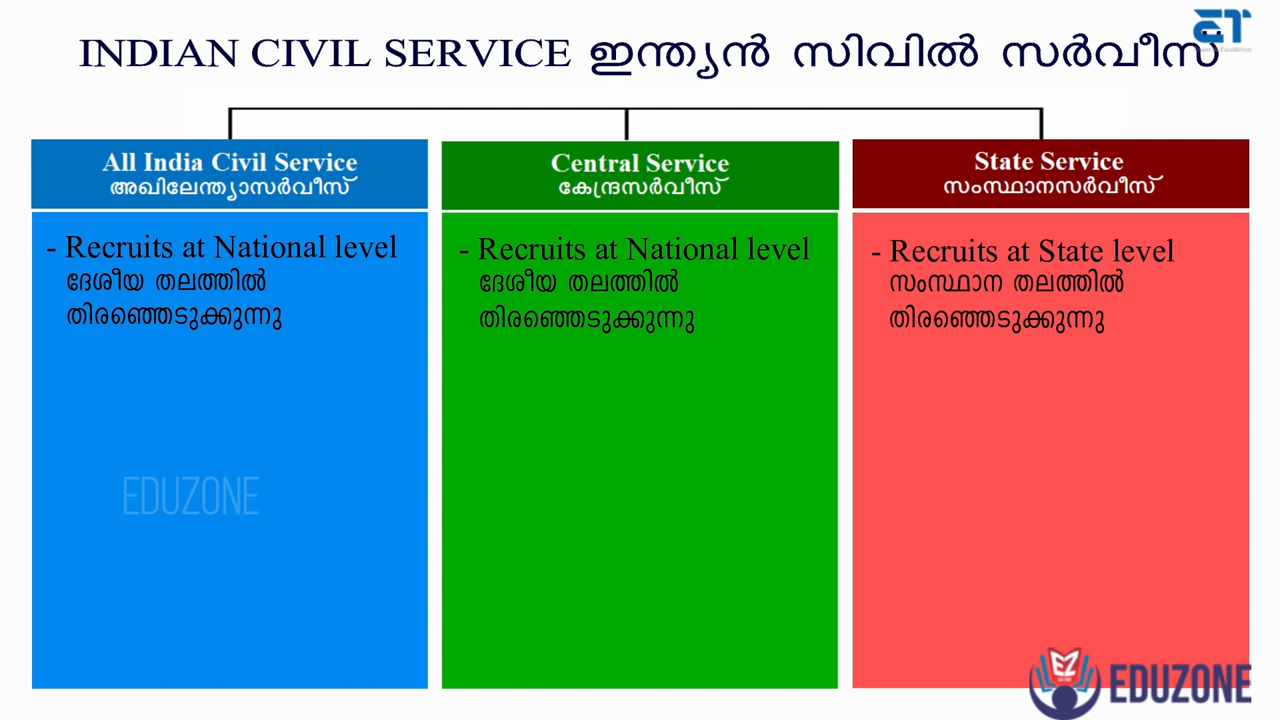 INDIAN CIVIL SERVICE ഇന്ത്യൻ സിവിൽ സർവീസ്
All India Civil Service
അഖിലേന്ത്യാസർവീസ്
- Recruits at National level
ദേശീയ തലത്തിൽ
തിരഞ്ഞെടുക്കുന്നു
Central Service
കേന്ദ്രസർവീസ്
- Recruits at National level
ദേശീയ തലത്തിൽ
തിരഞ്ഞെടുക്കുന്നു
State Service
സംസ്ഥാനസർവീസ്
- Recruits at State level
സംസ്ഥാന തലത്തിൽ
തിരഞ്ഞെടുക്കുന്നു
EDUZONE
EZ
EDUZONE